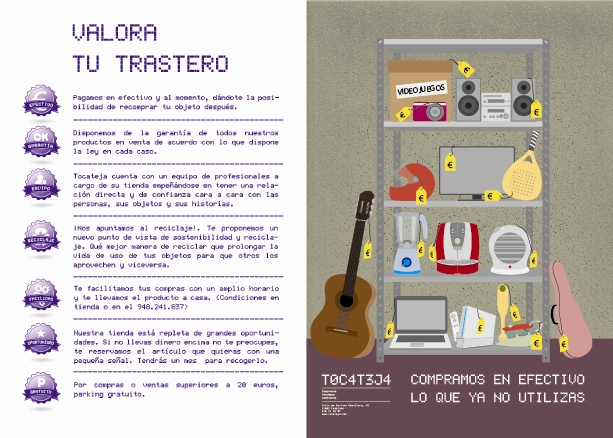 VALORA
TU TRASTERO
EFECTIVO
Pagamos en efectivo y al momento, dándote la posi-
bilidad de recomprar tu objeto después.
OK
GARANTÍA
Disponemos de la garantía de todos nuestros
productos en venta de acuerdo con lo que dispone
la ley en cada caso.
EQUIPO
Tocateja cuenta con un equipo de profesionales a
cargo de su tienda empeñándose en tener una rela-
ción directa y de confianza cara a cara con las
personas, sus objetos y sus historias.
RECICLAJE
¡Nos apuntamos al reciclaje!. Te proponemos un
nuevo punto de vista de sostenibilidad y recicla-
je. Qué mejor manera de reciclar que prolongar la
vida de uso de tus objetos para que otros los
aprovechen y viceversa.
FACILIDAD
Te facilitamos tus compras con un amplio horario
y te llevamos el producto a casa. (Condiciones en
tienda o en el 948.241.837)
OPORTUNIDAD
Nuestra tienda está repleta de grandes oportuni-
dades. Si no llevas dinero encima no te preocupes,
te reservamos el artículo que quieras con una
pequeña señal. Tendrás un mes para recogerlo.
P
GRATUITO
Por compras o ventas superiores a 20 euros,
parking gratuito.
VIDEOJUEGOS
T0C4T3J4
COMPRAMOS EN EFECTIVO
LO QUE YA NO UTILIZAS